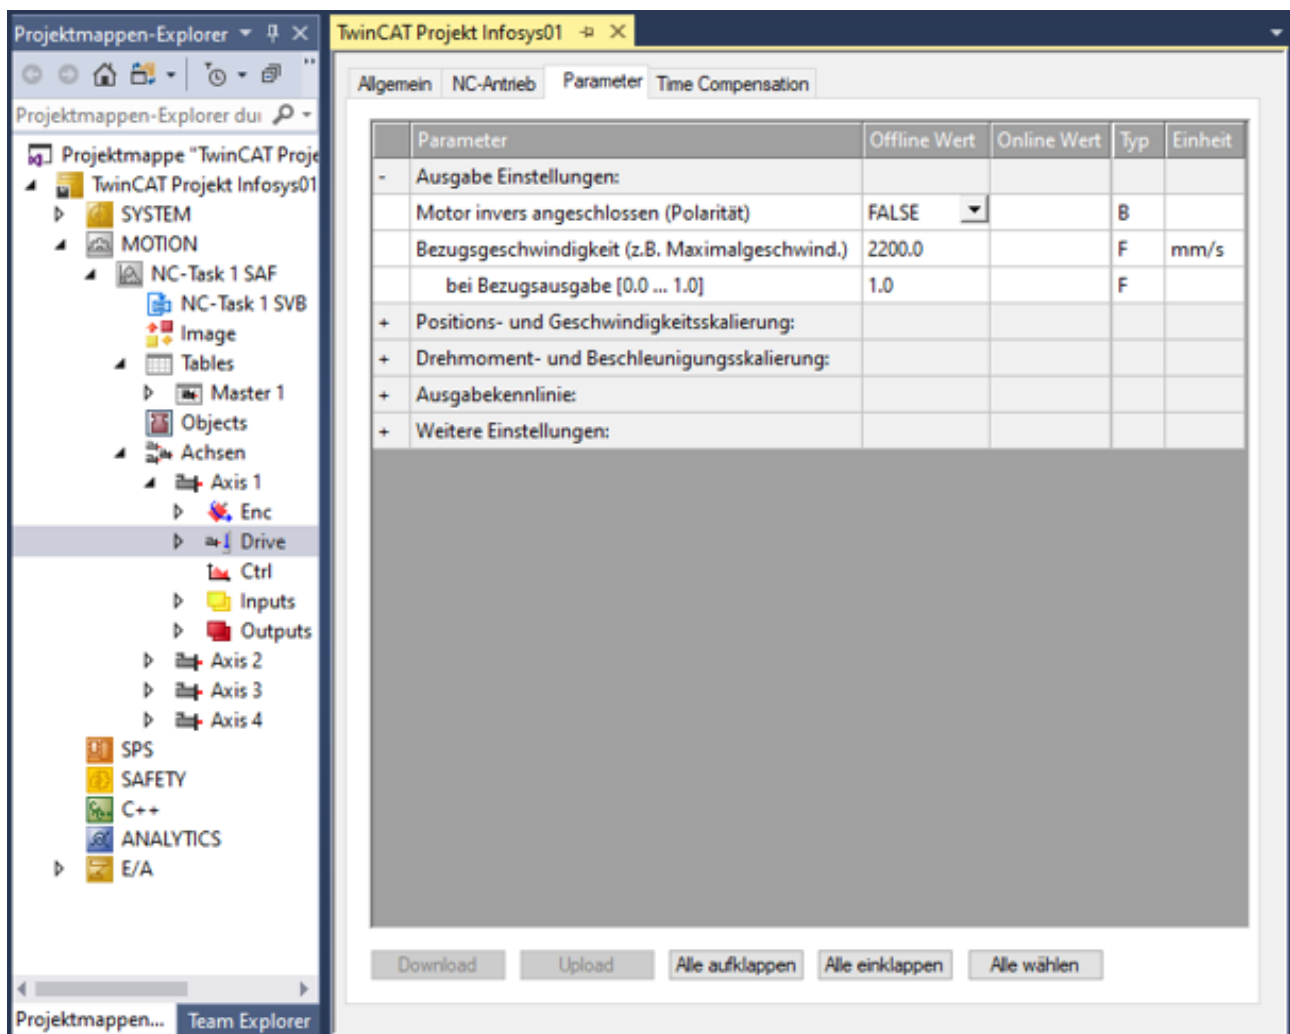 Projektmappen-Explorer
Projektmappen-Explorer du
Projektmappe "TwinCAT Proje
TwinCAT Projekt Infosys01
SYSTEM
MOTION
NC-Task 1 SAF
NC-Task 1 SVB
Image
Tables
Master 1
Objects
Achsen
Axis 1
Enc
Drive
Ctrl
Inputs
Outputs
Axis 2
Axis 3
Axis 4
SPS
SAFETY
C++
ANALYTICS
E/A
Projektmappen... Team Explorer
TwinCAT Projekt Infosys01
Allgemein NC-Antrieb Parameter Time Compensation
Parameter Offline Wert Online Wert Typ Einheit
- Ausgabe Einstellungen:
Motor invers angeschlossen (Polarität) FALSE B
Bezugsgeschwindigkeit (z.B. Maximalgeschwind.) 2200.0 F mm/s
bei Bezugsausgabe [0.0 ... 1.0] 1.0 F
+ Positions- und Geschwindigkeitsskalierung:
+ Drehmoment- und Beschleunigungsskalierung:
+ Ausgabekennlinie:
+ Weitere Einstellungen:
Download Upload Alle aufklappen Alle einklappen Alle wählen